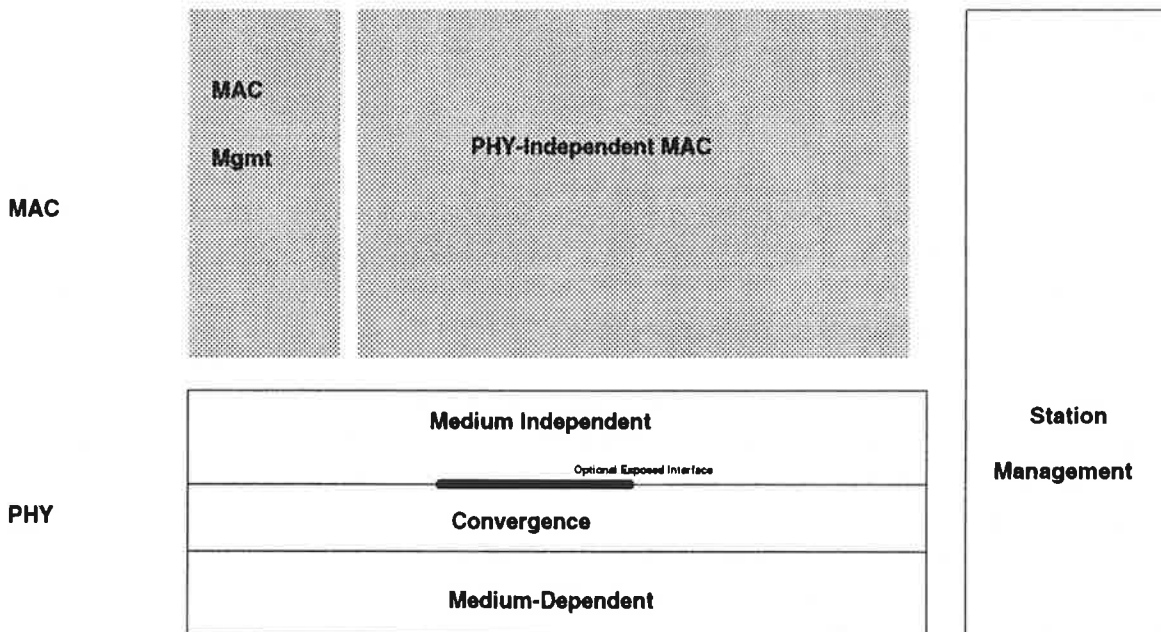 MAC
Mgmt
PHY-Independent MAC
MAC
Medium Independent
Optional Exposed Interface
PHY
Convergence
Medium-Dependent
Station
Management